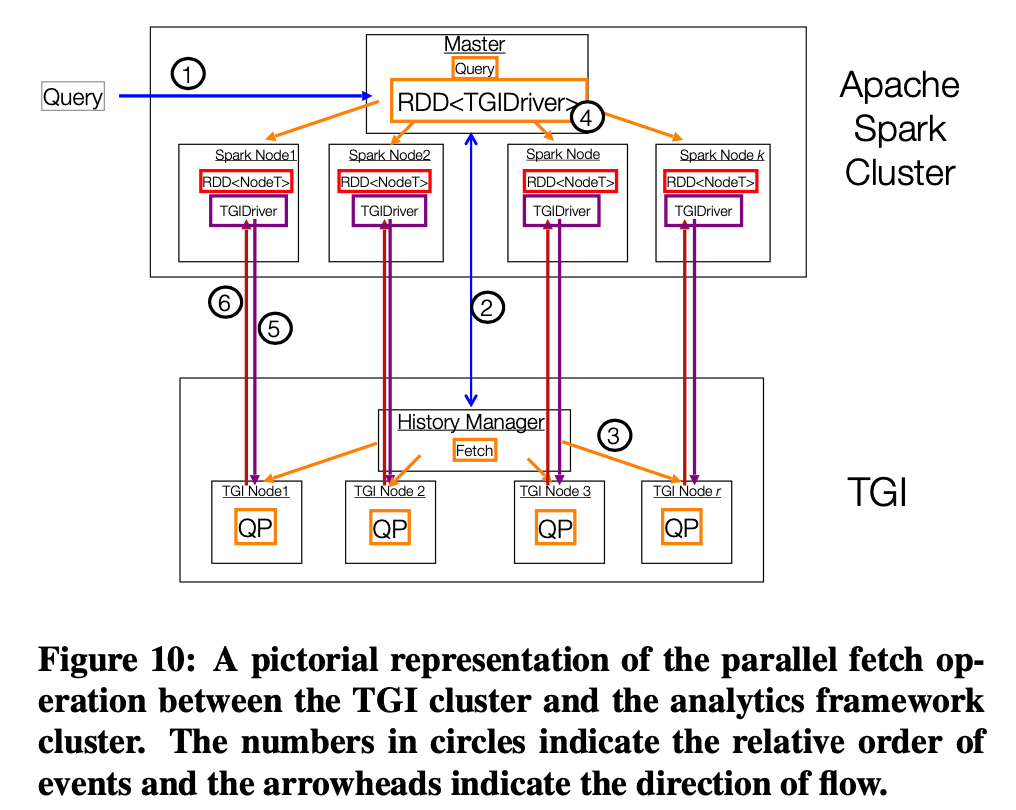 Master
Query
1
Query
RDD<TGIDriver>
4
Apache
Spark
Cluster
Spark Node1
Spark Node2
Spark Node
Spark Node k
RDD<NodeT>
RDD<NodeT>
RDD<NodeT>
RDD<NodeT>
TGIDriver
TGIDriver
TGIDriver
TGIDriver
6
5
2
History Manager
Fetch
3
TGI Node1
TGI Node 2
TGI Node 3
TGI Node r
QP
QP
QP
QP
TGI
Figure 10: A pictorial representation of the parallel fetch op-
eration between the TGI cluster and the analytics framework
cluster. The numbers in circles indicate the relative order of
events and the arrowheads indicate the direction of flow.